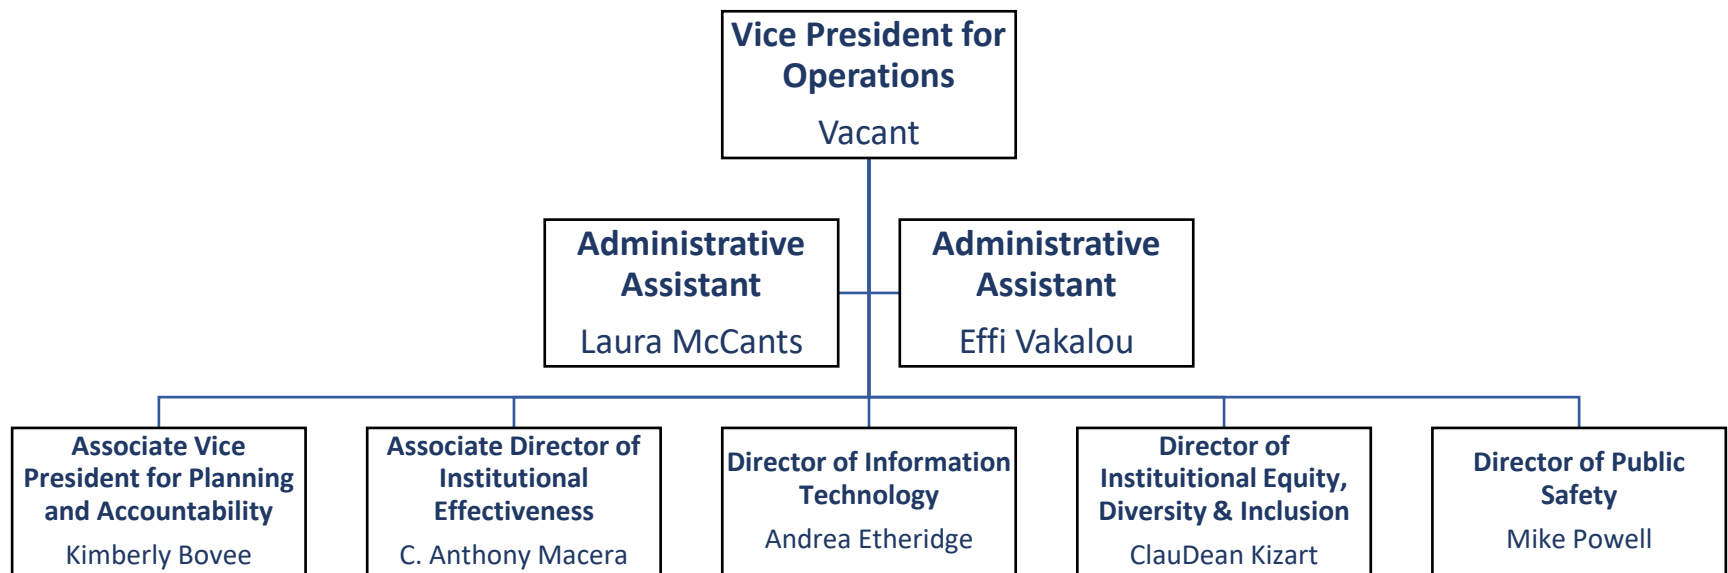 Vice President for
Operations
Vacant
Administrative
Assistant
Laura McCants
Administrative
Assistant
Effi Vakalou
Associate Vice
President for Planning
and Accountability
Kimberly Bovee
Associate Director of
Institutional
Effectiveness
C. Anthony Macera
Director of Information
Technology
Andrea Etheridge
Director of
Instituitional Equity,
Diversity & Inclusion
ClauDean Kizart
Director of Public
Safety
Mike Powell